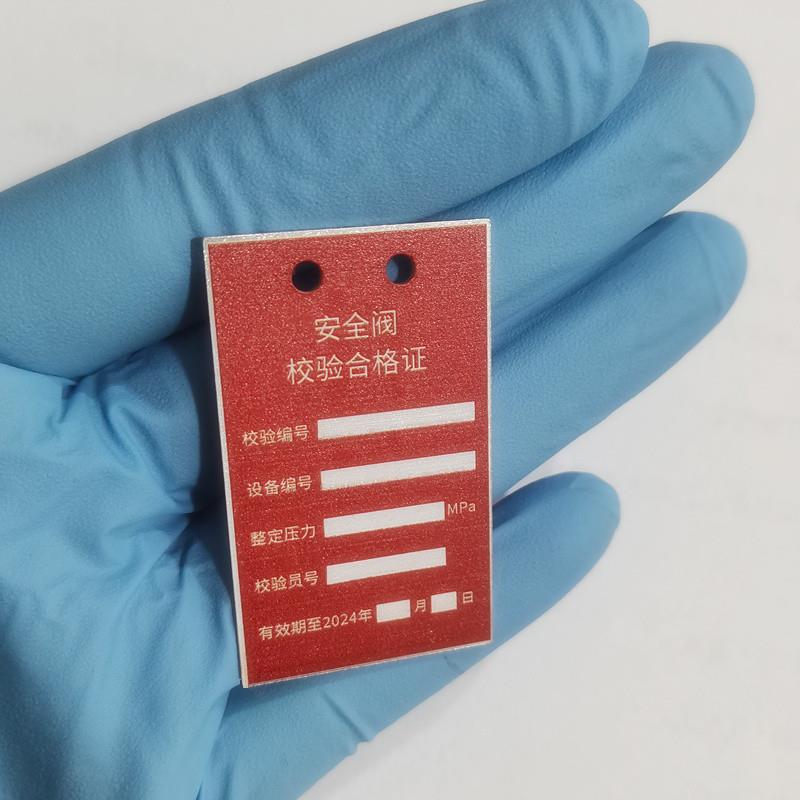 安全阀
校验合格证
校验编号
设备编号
整定压力 MPa
校验员号
有效期至2024年 月 日